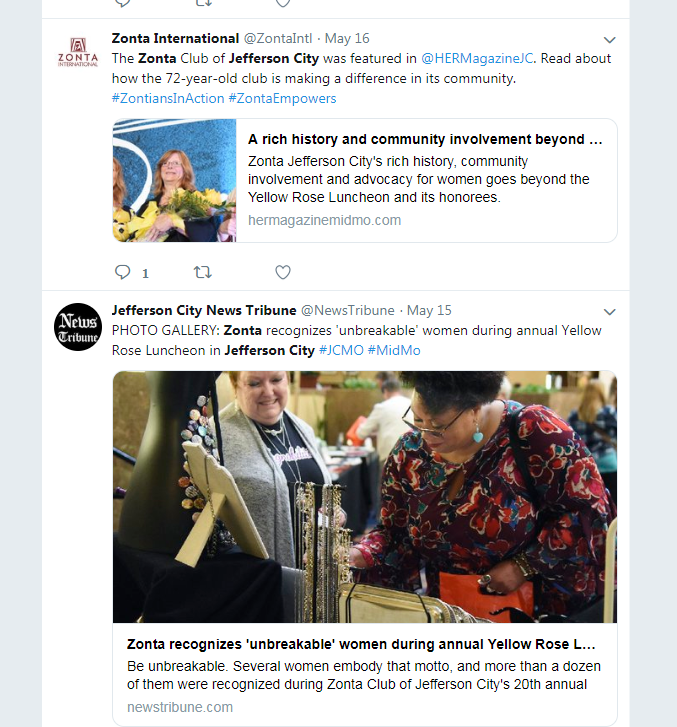 Zonta International @ZontaIntl · May 16
The Zonta Club of Jefferson City was featured in @HERMagazineJC. Read about
how the 72-year-old club is making a difference in its community.
#ZontiansInAction #ZontaEmpowers
ZONTA
INTERNATIONAL
A rich history and community involvement beyond ...
Zonta Jefferson City's rich history, community
involvement and advocacy for women goes beyond the
Yellow Rose Luncheon and its honorees.
hermagazinemidmo.com
1
Jefferson City News Tribune @NewsTribune · May 15
PHOTO GALLERY: Zonta recognizes 'unbreakable' women during annual Yellow
Rose Luncheon in Jefferson City #JCMO #MidMo
News
Tribune
Zonta recognizes 'unbreakable' women during annual Yellow Rose L...
Be unbreakable. Several women embody that motto, and more than a dozen
of them were recognized during Zonta Club of Jefferson City's 20th annual
newstribune.com